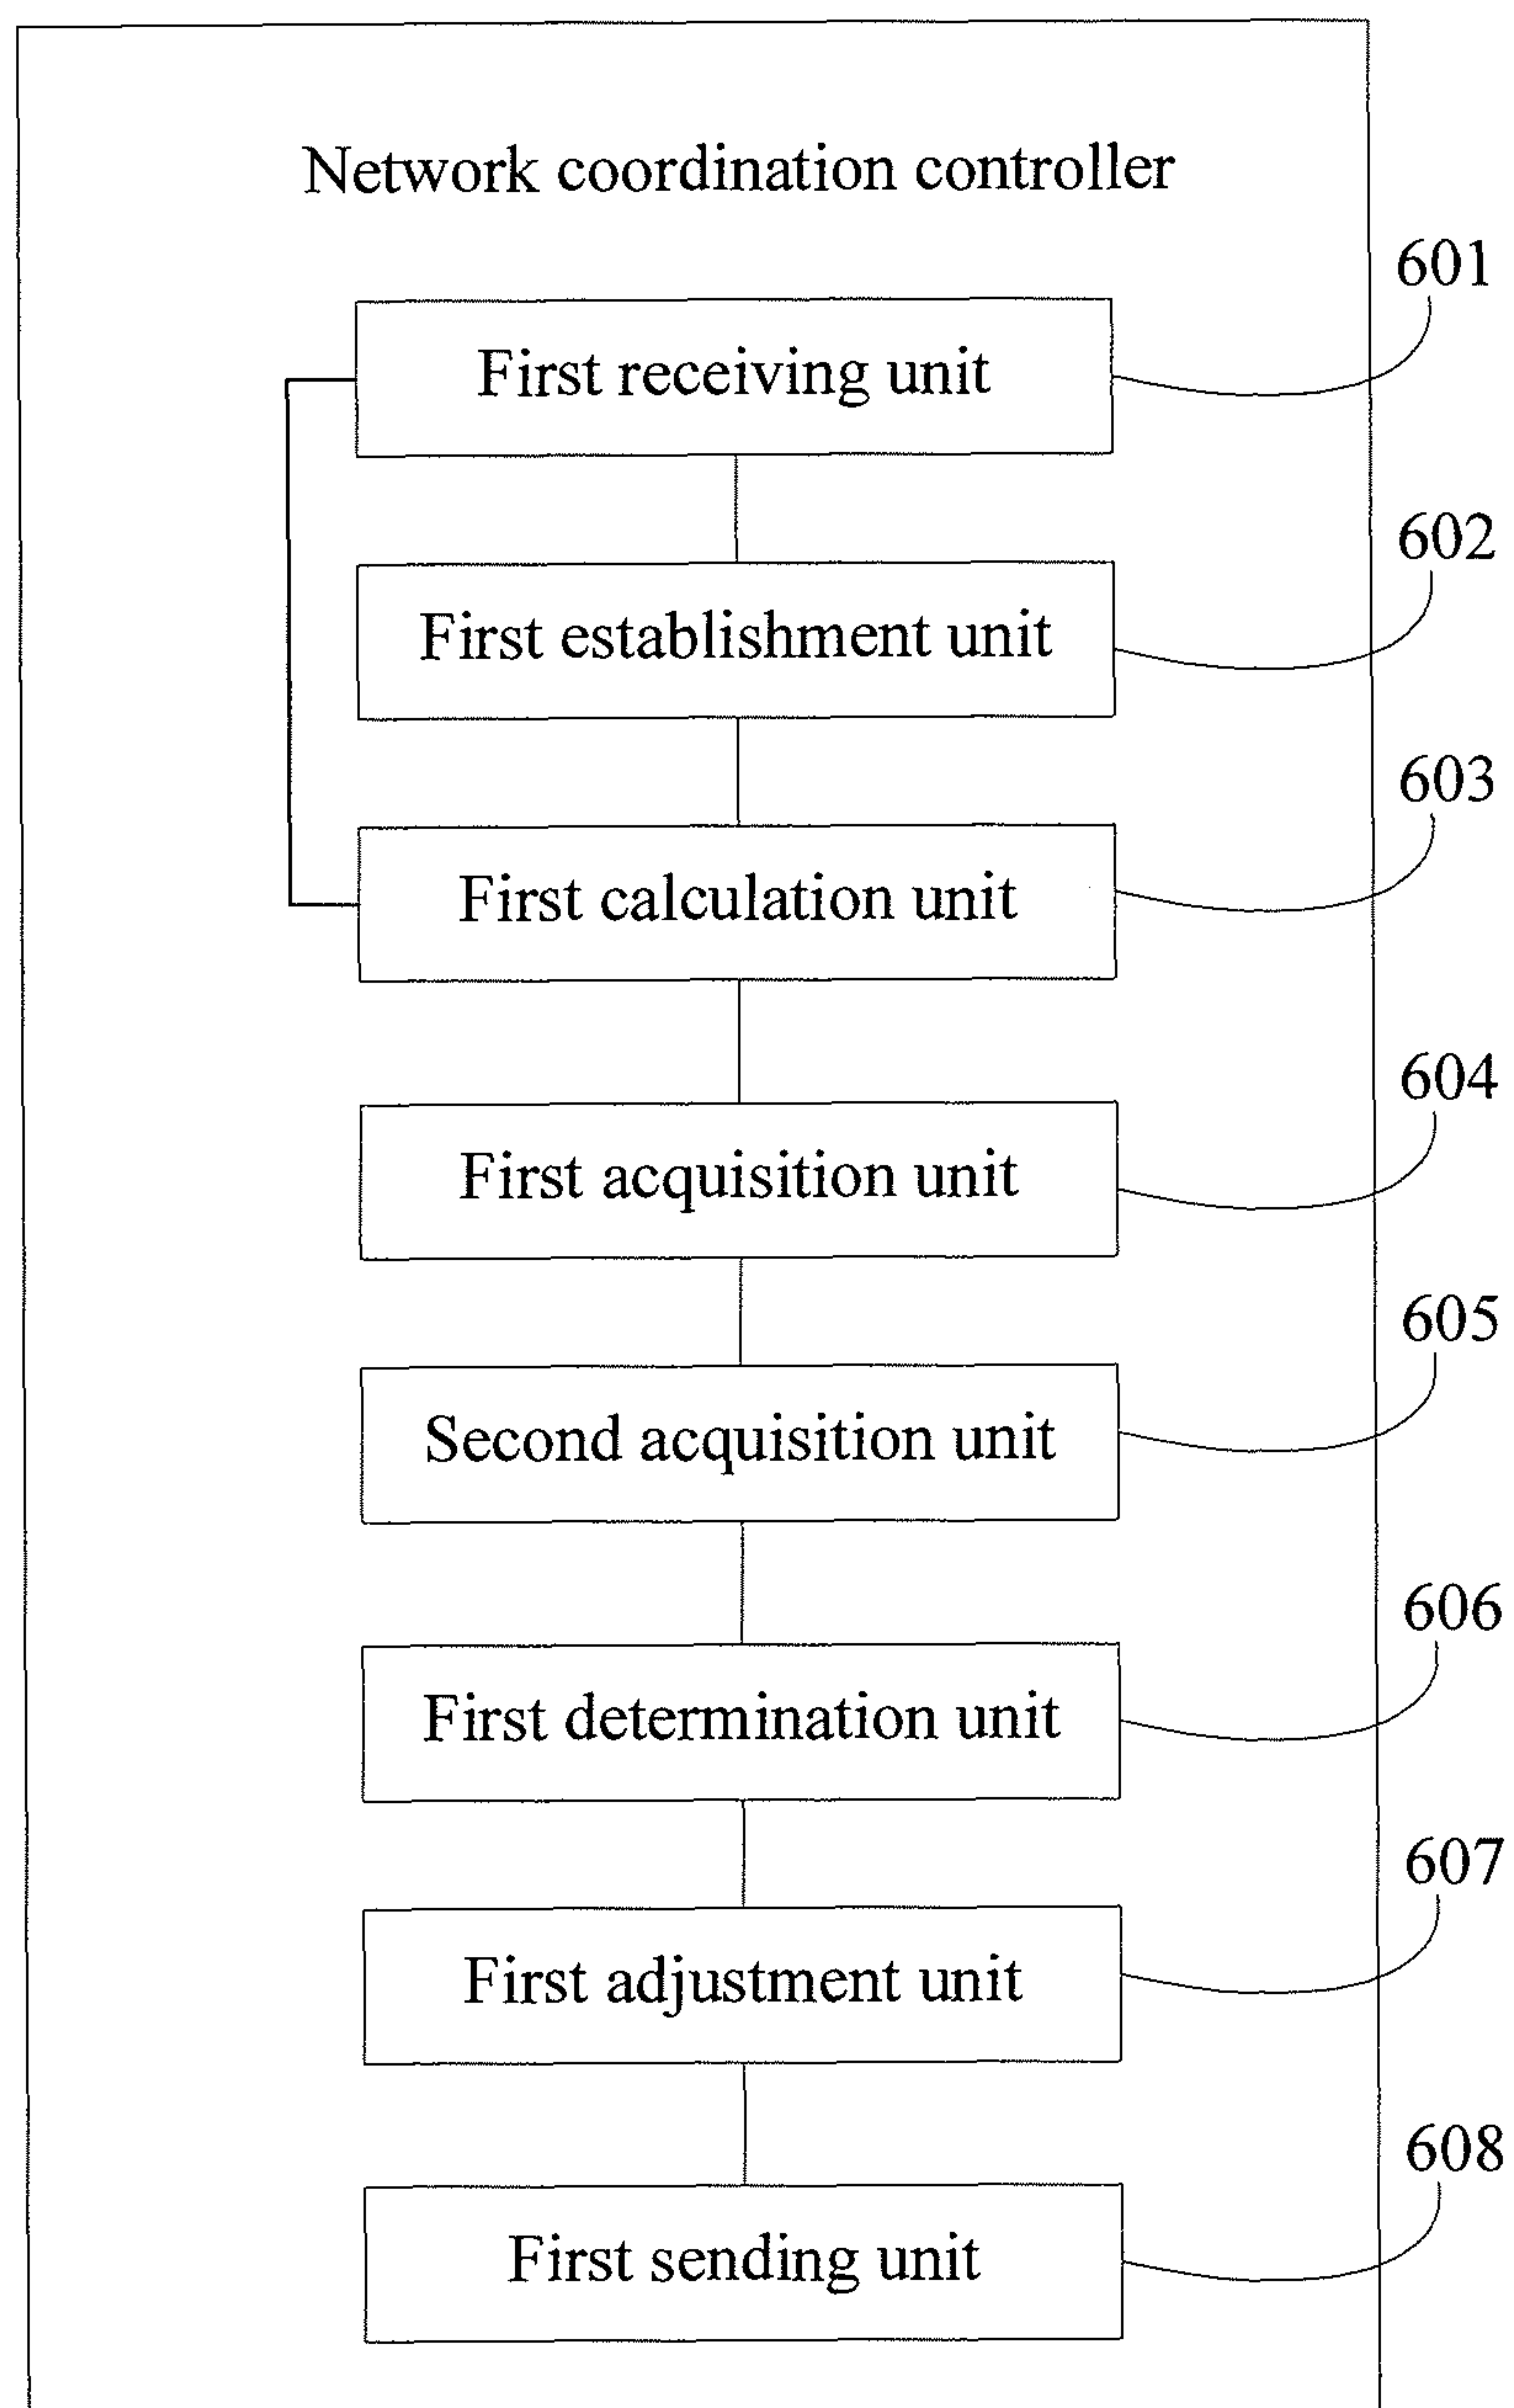 Network coordination controller
601
First receiving unit
602
First establishment unit
603
First calculation unit
604
First acquisition unit
605
Second acquisition unit
606
First determination unit
607
First adjustment unit
608
First sending unit